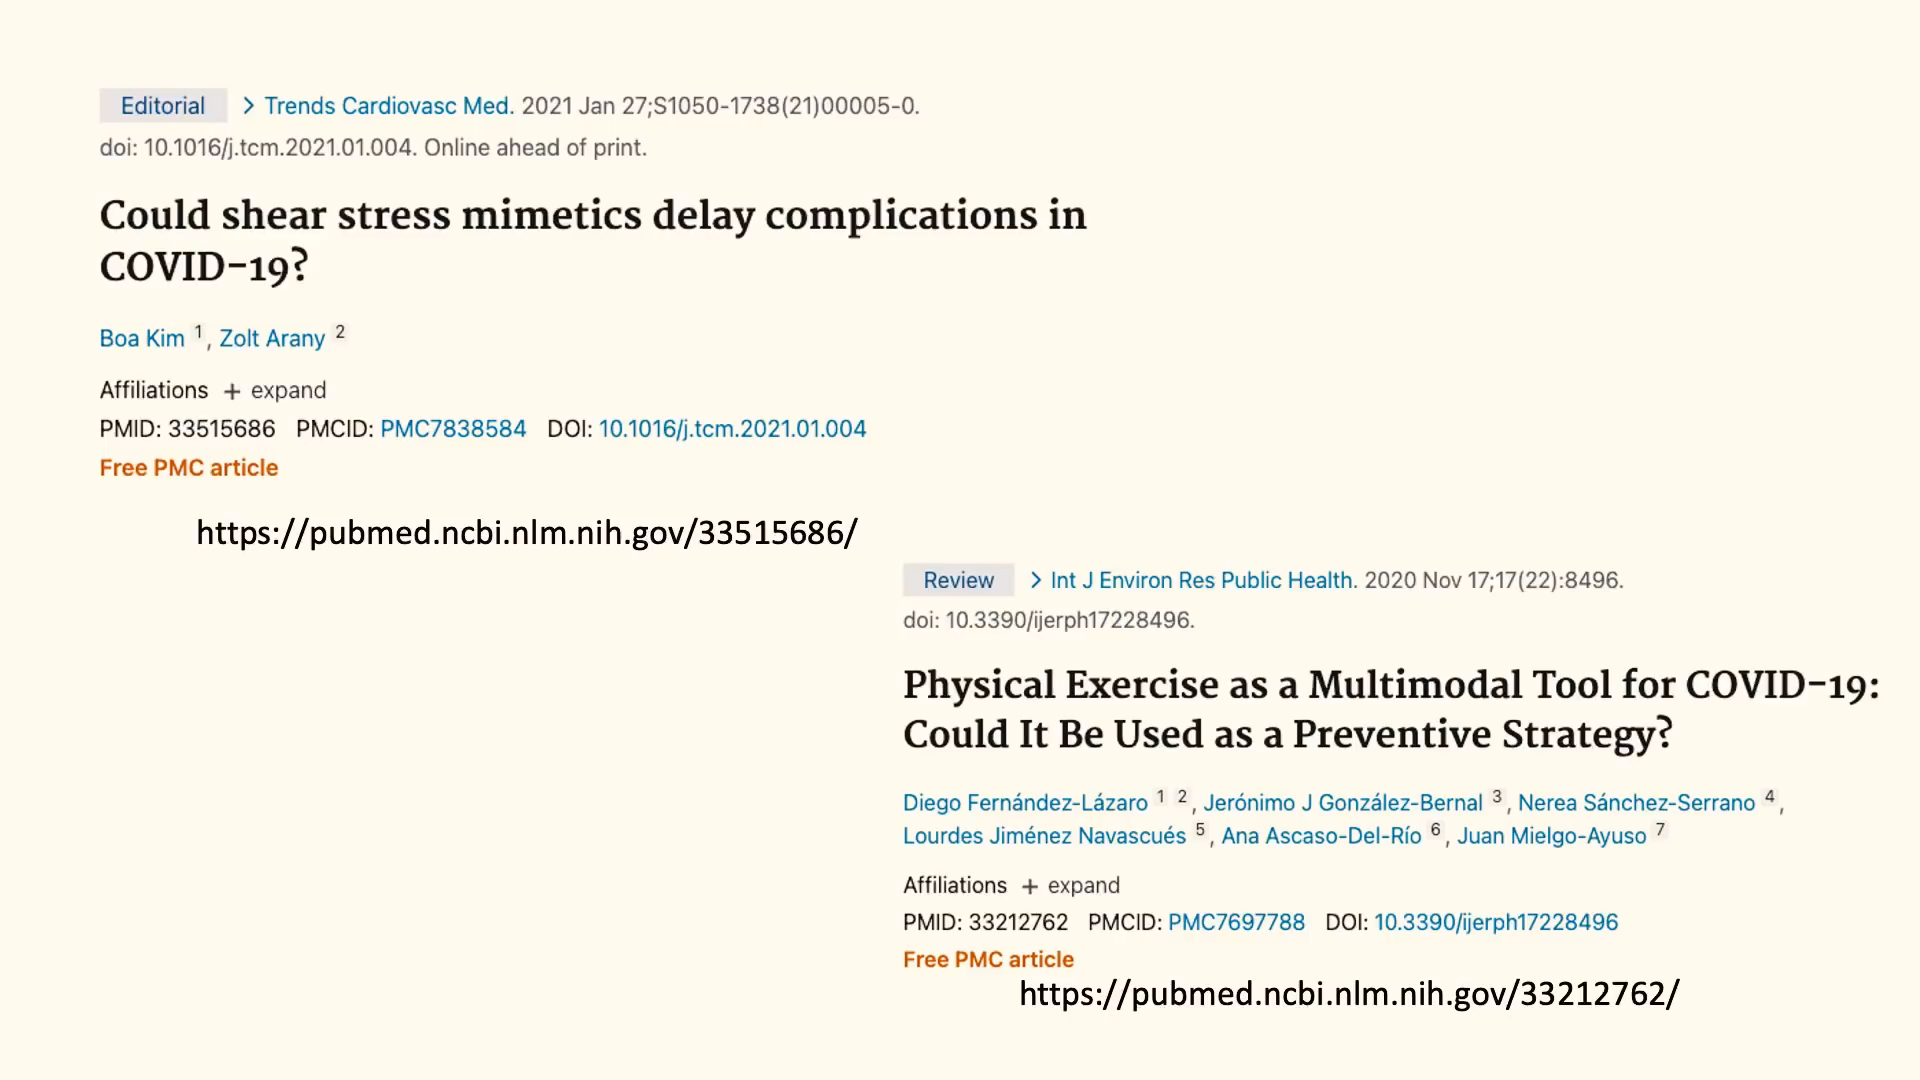 Editorial > Trends Cardiovasc Med. 2021 Jan 27;S1050-1738(21)00005-0.
doi: 10.1016/j.tcm.2021.01.004. Online ahead of print.
Could shear stress mimetics delay complications in
COVID-19?
Boa Kim 1, Zolt Arany 2
Affiliations + expand
PMID: 33515686 PMCID: PMC7838584 DOI: 10.1016/j.tcm.2021.01.004
Free PMC article
https://pubmed.ncbi.nlm.nih.gov/33515686/
Review > Int J Environ Res Public Health. 2020 Nov 17;17(22):8496.
doi: 10.3390/ijerph17228496.
Physical Exercise as a Multimodal Tool for COVID-19:
Could It Be Used as a Preventive Strategy?
Diego Fernández-Lázaro 1 2, Jerónimo J González-Bernal 3, Nerea Sánchez-Serrano 4,
Lourdes Jiménez Navascués 5, Ana Ascaso-Del-Río 6, Juan Mielgo-Ayuso 7
Affiliations + expand
PMID: 33212762 PMCID: PMC7697788 DOI: 10.3390/ijerph17228496
Free PMC article
https://pubmed.ncbi.nlm.nih.gov/33212762/